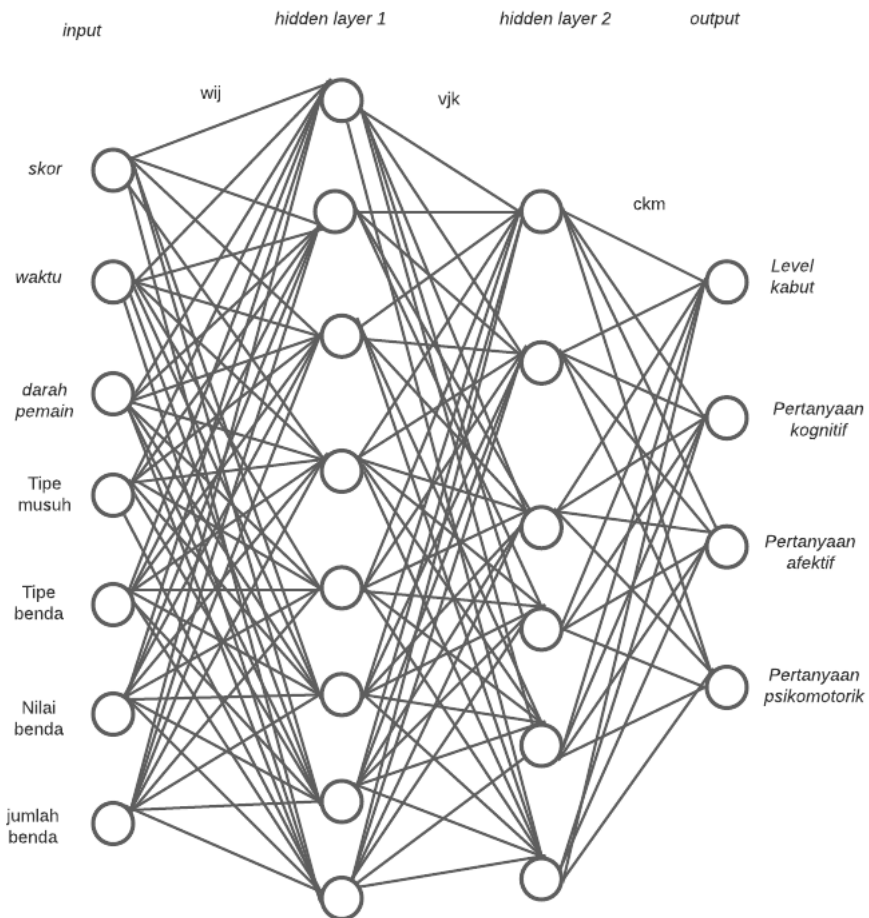 input
hidden layer 1
hidden layer 2
output
wij
vjk
ckm
skor
waktu
darah
pemain
Tipe
musuh
Tipe
benda
Nilai
benda
jumlah
benda
Level
kabut
Pertanyaan
kognitif
Pertanyaan
afektif
Pertanyaan
psikomotorik